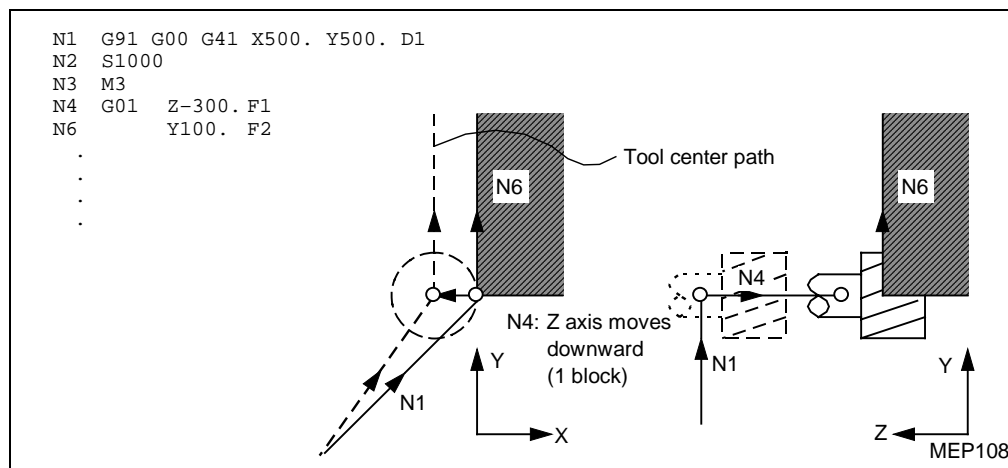 N1 G91 G00 G41 X500. Y500. D1
N2 S1000
N3 M3
N4 G01 Z–300. F1
N6 Y100. F2
.
.
.
.
Tool center path
N6
N6
N4
N4: Z axis moves
downward
(1 block)
N1
N1
Y
X
Y
Z
MEP108